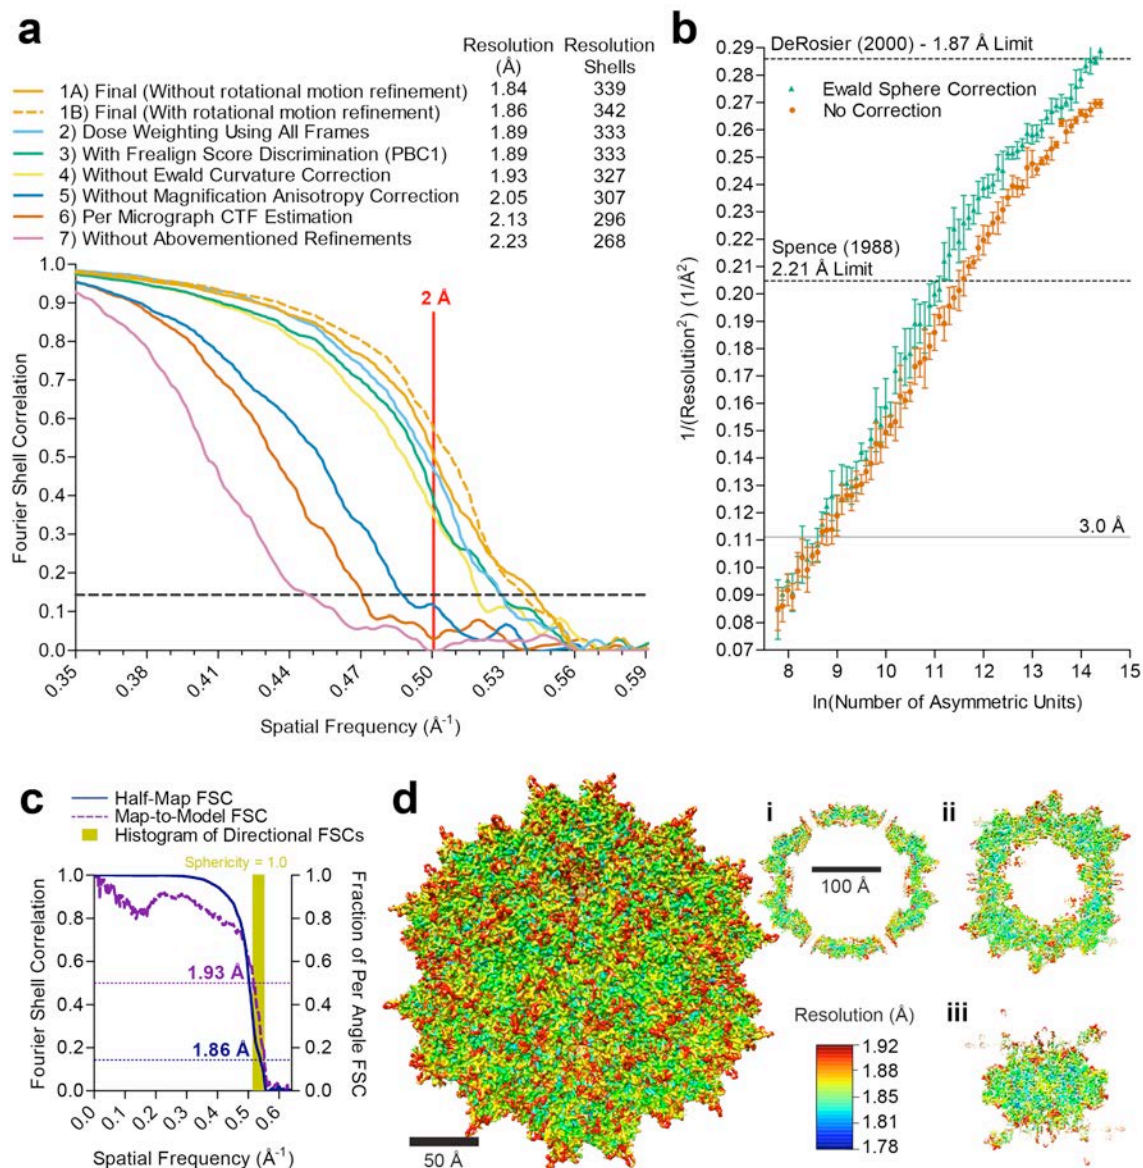 a
Resolution Resolution
(Å) Shells
1A) Final (Without rotational motion refinement) 1.84 339
1B) Final (With rotational motion refinement) 1.86 342
2) Dose Weighting Using All Frames 1.89 333
3) With Frealign Score Discrimination (PBC1) 1.89 333
4) Without Ewald Curvature Correction 1.93 327
5) Without Magnification Anisotropy Correction 2.05 307
6) Per Micrograph CTF Estimation 2.13 296
7) Without Abovementioned Refinements 2.23 268
1.0
0.9
0.8
0.7
0.6
0.5
0.4
0.3
0.2
0.1
0.0
Fourier Shell Correlation
2 Å
0.35 0.38 0.41 0.44 0.47 0.50 0.53 0.56 0.59
Spatial Frequency (Å⁻¹)
b
0.29
0.28
0.27
0.26
0.25
0.24
0.23
0.22
0.21
0.20
0.19
0.18
0.17
0.16
0.15
0.14
0.13
0.12
0.11
0.10
0.09
0.08
0.07
1/(Resolution²) (1/Å²)
DeRosier (2000) - 1.87 Å Limit
Ewald Sphere Correction
No Correction
Spence (1988)
2.21 Å Limit
3.0 Å
8 9 10 11 12 13 14 15
ln(Number of Asymmetric Units)
c
Half-Map FSC
Map-to-Model FSC
Histogram of Directional FSCs
Sphericity = 1.0
1.0
0.8
0.6
0.4
0.2
0.0
Fourier Shell Correlation
1.93 Å
1.86 Å
1.0
0.8
0.6
0.4
0.2
0.0
Fraction of Per Angle FSC
0.0 0.1 0.2 0.3 0.4 0.5 0.6
Spatial Frequency (Å⁻¹)
d
50 Å
i
100 Å
ii
Resolution (Å)
1.92
1.88
1.85
1.81
1.78
iii